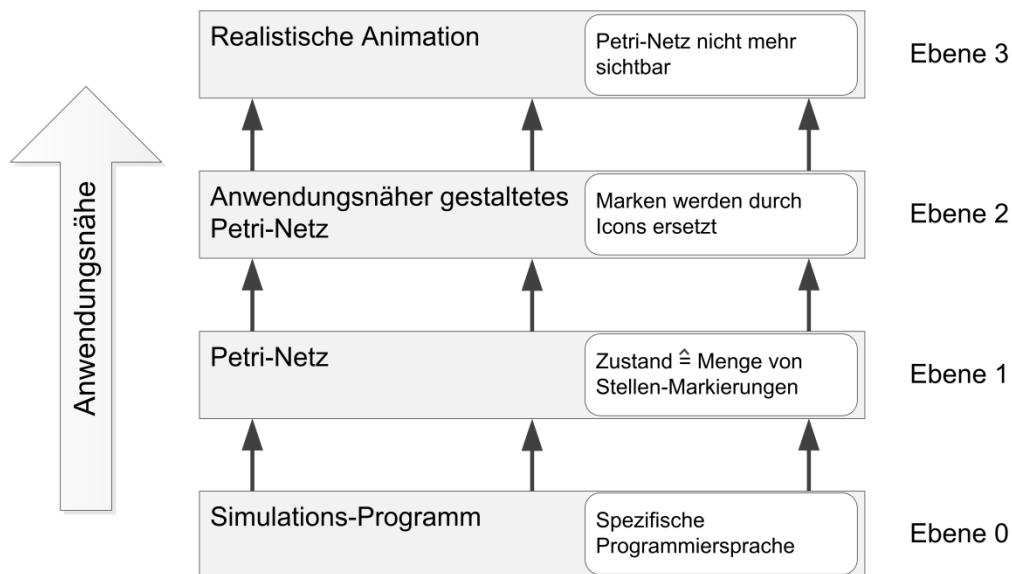 Realistische Animation
Petri-Netz nicht mehr
sichtbar
Ebene 3
Anwendungsnäher gestaltetes
Petri-Netz
Marken werden durch
Icons ersetzt
Ebene 2
Petri-Netz
Zustand ≙ Menge von
Stellen-Markierungen
Ebene 1
Simulations-Programm
Spezifische
Programmiersprache
Ebene 0
Anwendungsnähe